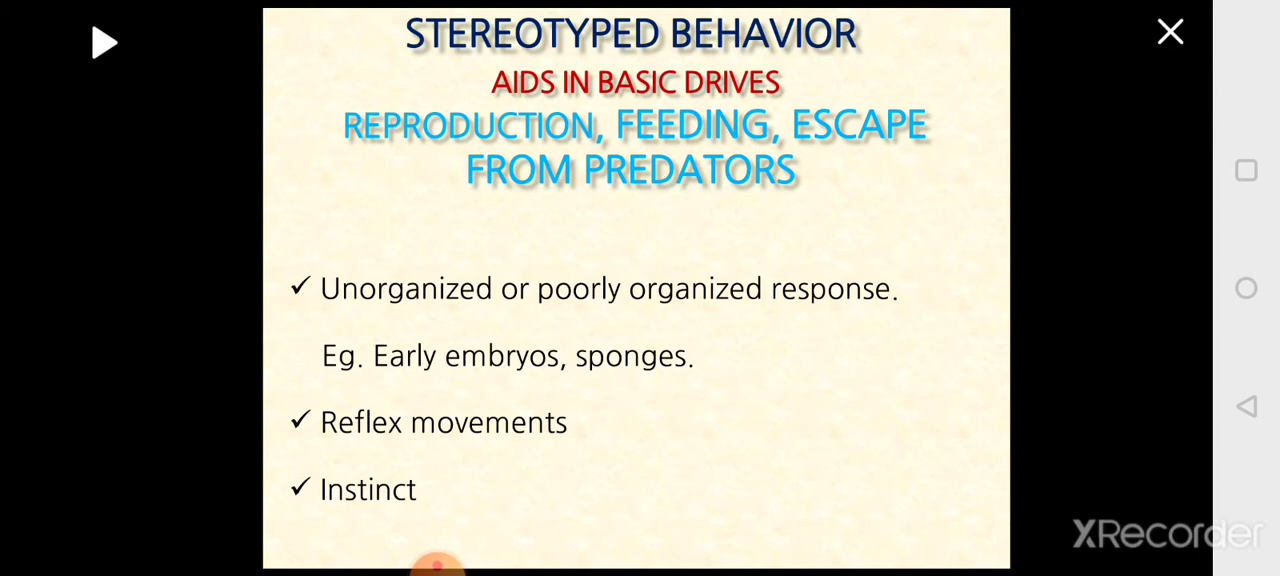 STEREOTYPED BEHAVIOR
AIDS IN BASIC DRIVES
REPRODUCTION, FEEDING, ESCAPE
FROM PREDATORS
✓ Unorganized or poorly organized response.
Eg. Early embryos, sponges.
✓ Reflex movements
✓ Instinct
XRecorder